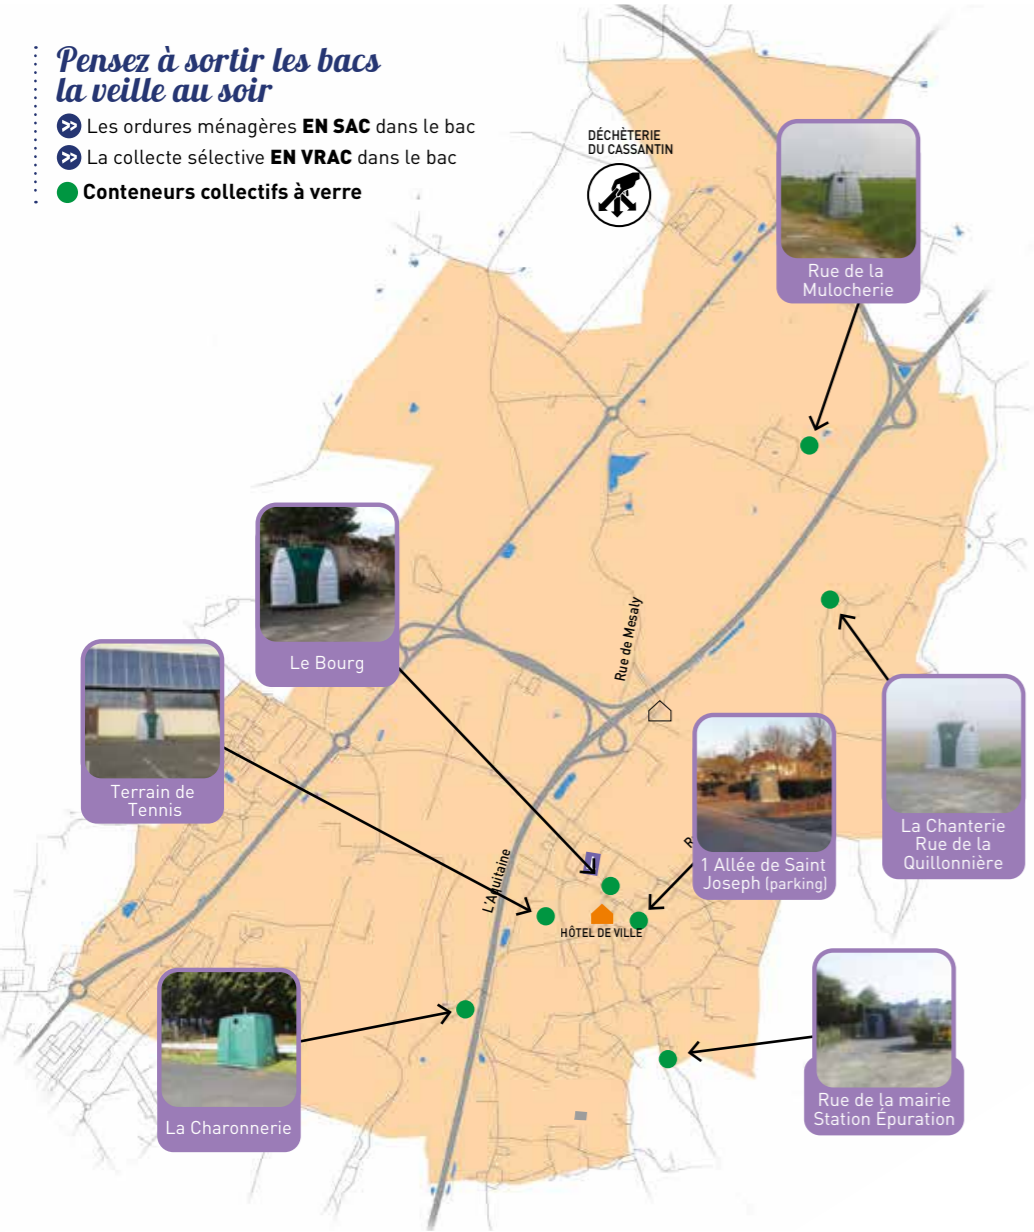 Pensez à sortir les bacs
la veille au soir
Les ordures ménagères EN SAC dans le bac
La collecte sélective EN VRAC dans le bac
Conteneurs collectifs à verre
DÉCHÈTERIE
DU CASSANTIN
Rue de la
Mulocherie
Le Bourg
Rue de Mesaly
Terrain de
Tennis
La Chanterie
Rue de la
Quillonnière
1 Allée de Saint
Joseph (parking)
L'Aquitaine
HÔTEL DE VILLE
La Charonnerie
Rue de la mairie
Station Épuration